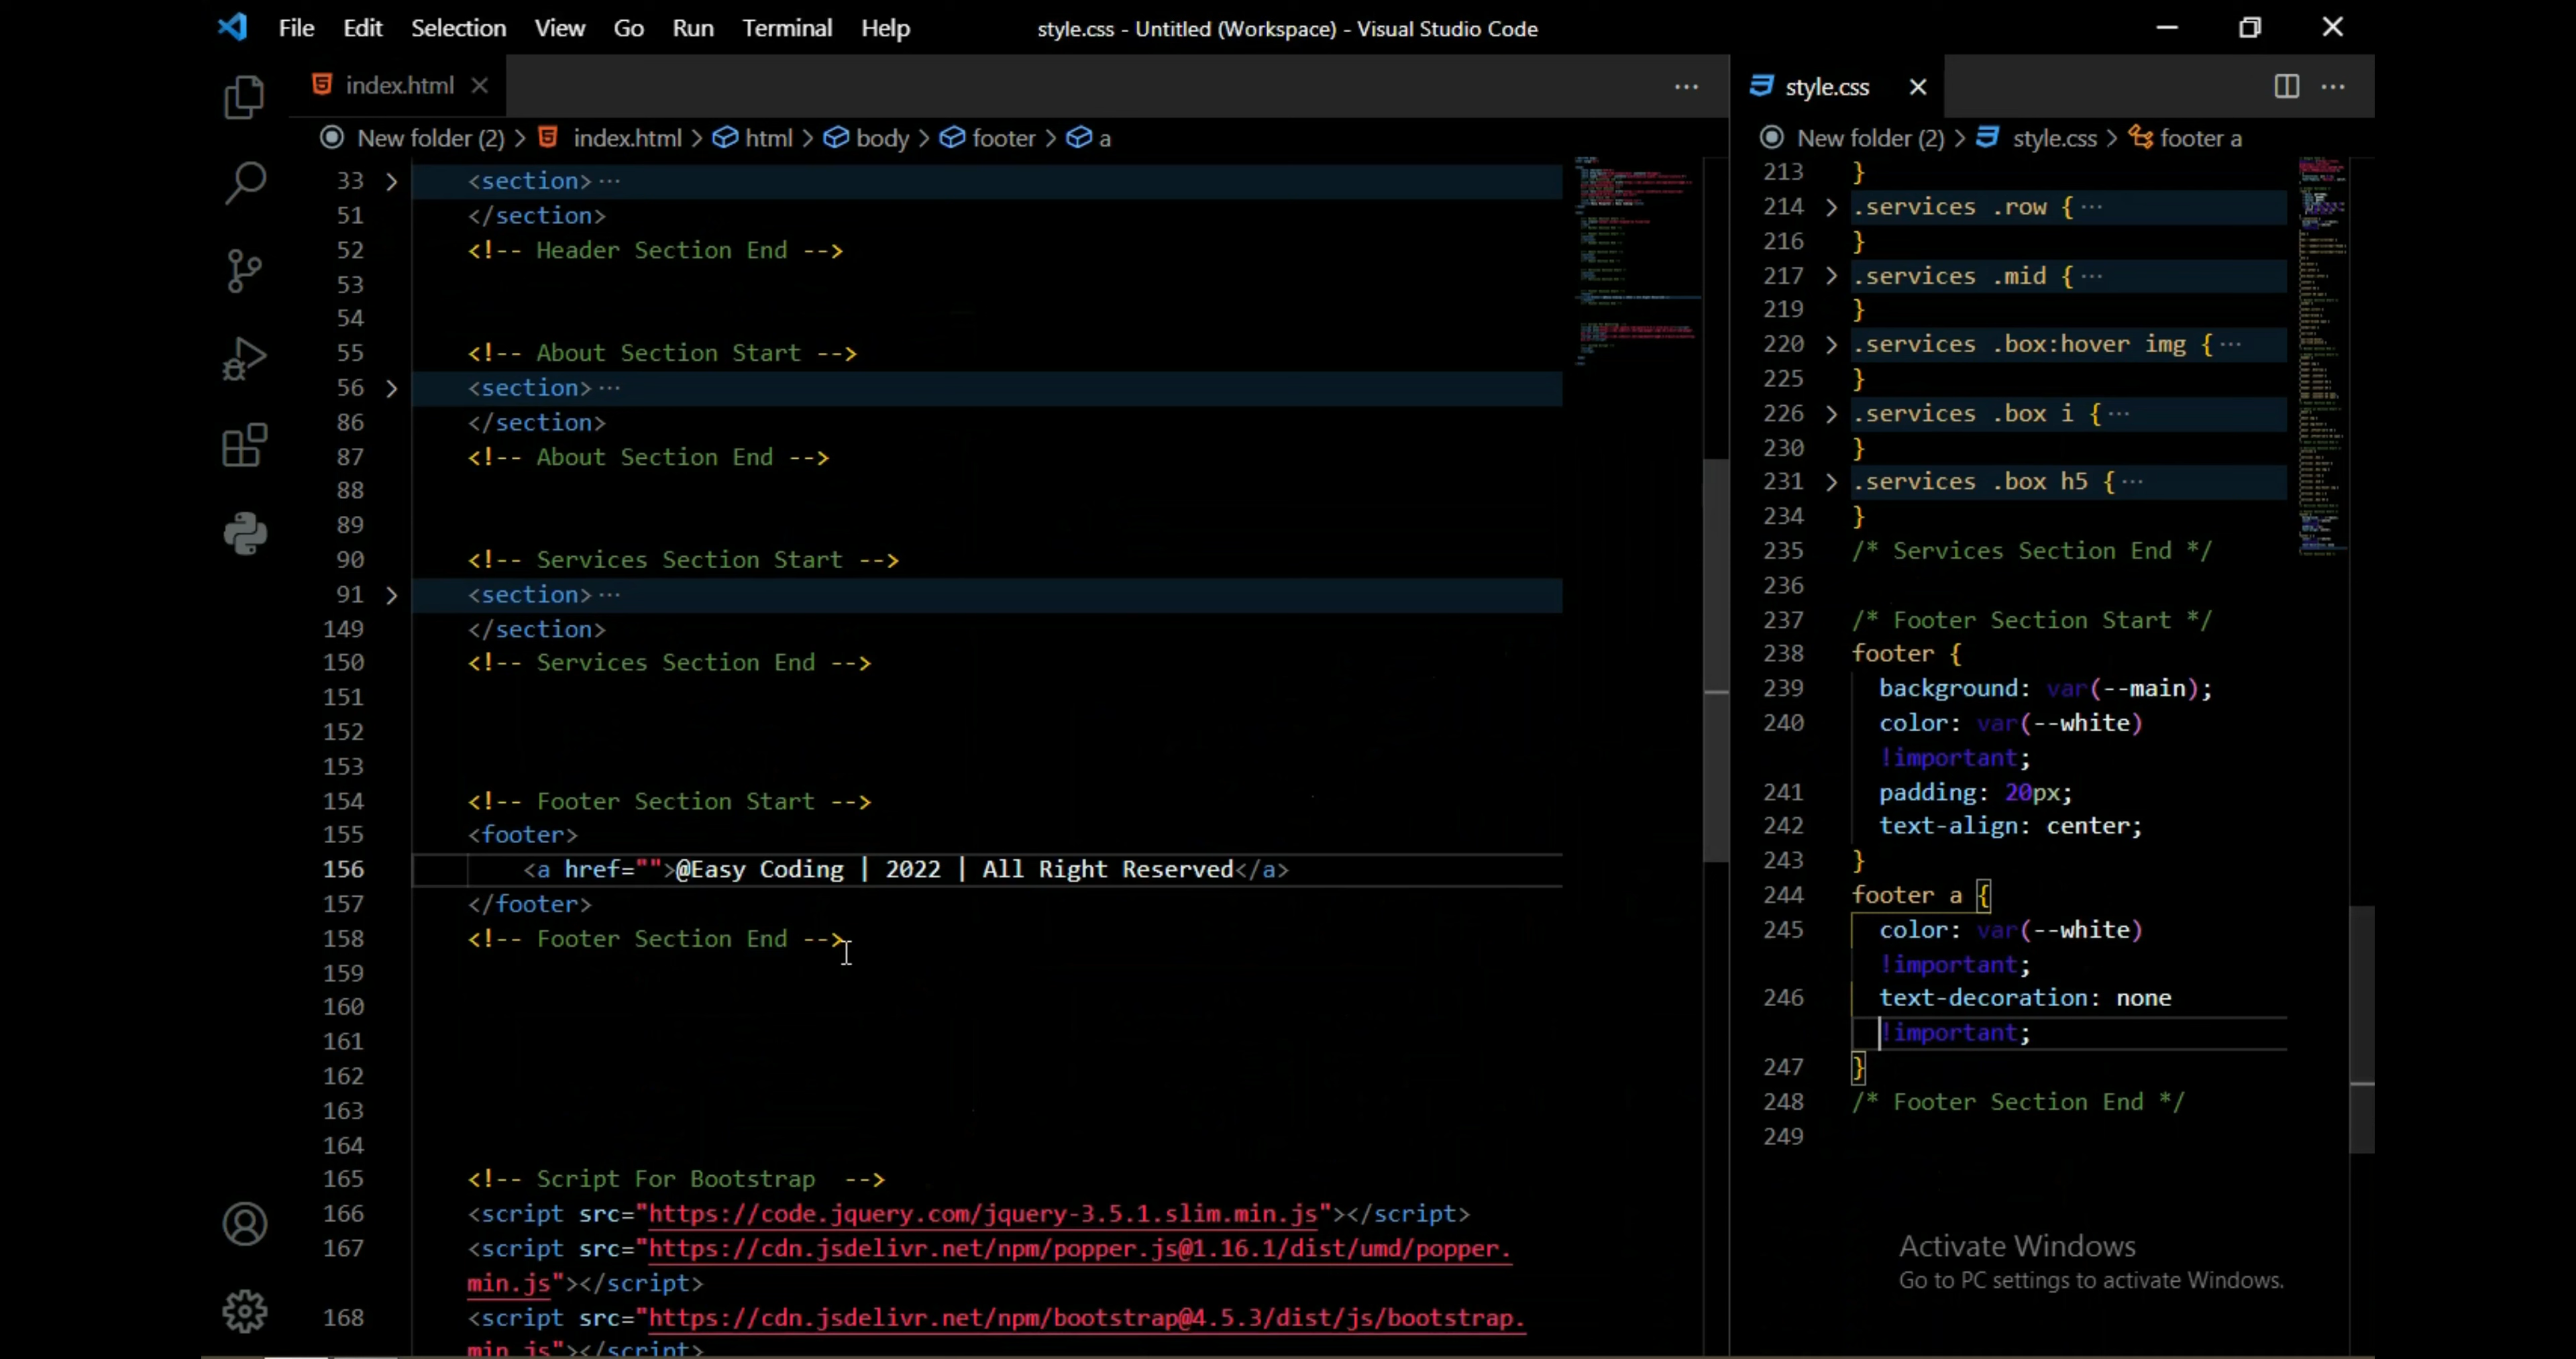 File Edit Selection View Go Run Terminal Help
style.css - Untitled (Workspace) - Visual Studio Code
index.html
New folder (2) > index.html > html > body > footer > a
33 <section>...
51 </section>
52 <!-- Header Section End -->
53
54
55 <!-- About Section Start -->
56 <section>...
86 </section>
87 <!-- About Section End -->
88
89
90 <!-- Services Section Start -->
91 <section>...
149 </section>
150 <!-- Services Section End -->
151
152
153
154 <!-- Footer Section Start -->
155 <footer>
156 <a href="">@Easy Coding | 2022 | All Right Reserved</a>
157 </footer>
158 <!-- Footer Section End -->
159
160
161
162
163
164
165 <!-- Script For Bootstrap  -->
166 <script src="https://code.jquery.com/jquery-3.5.1.slim.min.js"></script>
167 <script src="https://cdn.jsdelivr.net/npm/popper.js@1.16.1/dist/umd/popper.
min.js"></script>
168 <script src="https://cdn.jsdelivr.net/npm/bootstrap@4.5.3/dist/js/bootstrap.
min.js"></script>
style.css
New folder (2) > style.css > footer a
213 }
214 .services .row {...
216 }
217 .services .mid {...
219 }
220 .services .box:hover img {...
225 }
226 .services .box i {...
230 }
231 .services .box h5 {...
234 }
235 /* Services Section End */
236
237 /* Footer Section Start */
238 footer {
239 background: var(--main);
240 color: var(--white)
!important;
241 padding: 20px;
242 text-align: center;
243 }
244 footer a {
245 color: var(--white)
!important;
246 text-decoration: none
!important;
247 }
248 /* Footer Section End */
249
Activate Windows
Go to PC settings to activate Windows.